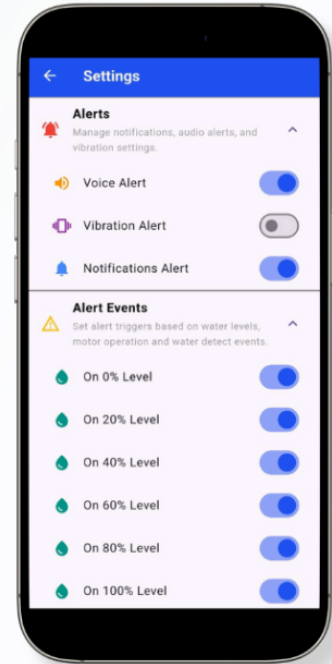 Settings
Alerts
Manage notifications, audio alerts, and
vibration settings.
Voice Alert
Vibration Alert
Notifications Alert
Alert Events
Set alert triggers based on water levels,
motor operation and water detect events.
On 0% Level
On 20% Level
On 40% Level
On 60% Level
On 80% Level
On 100% Level